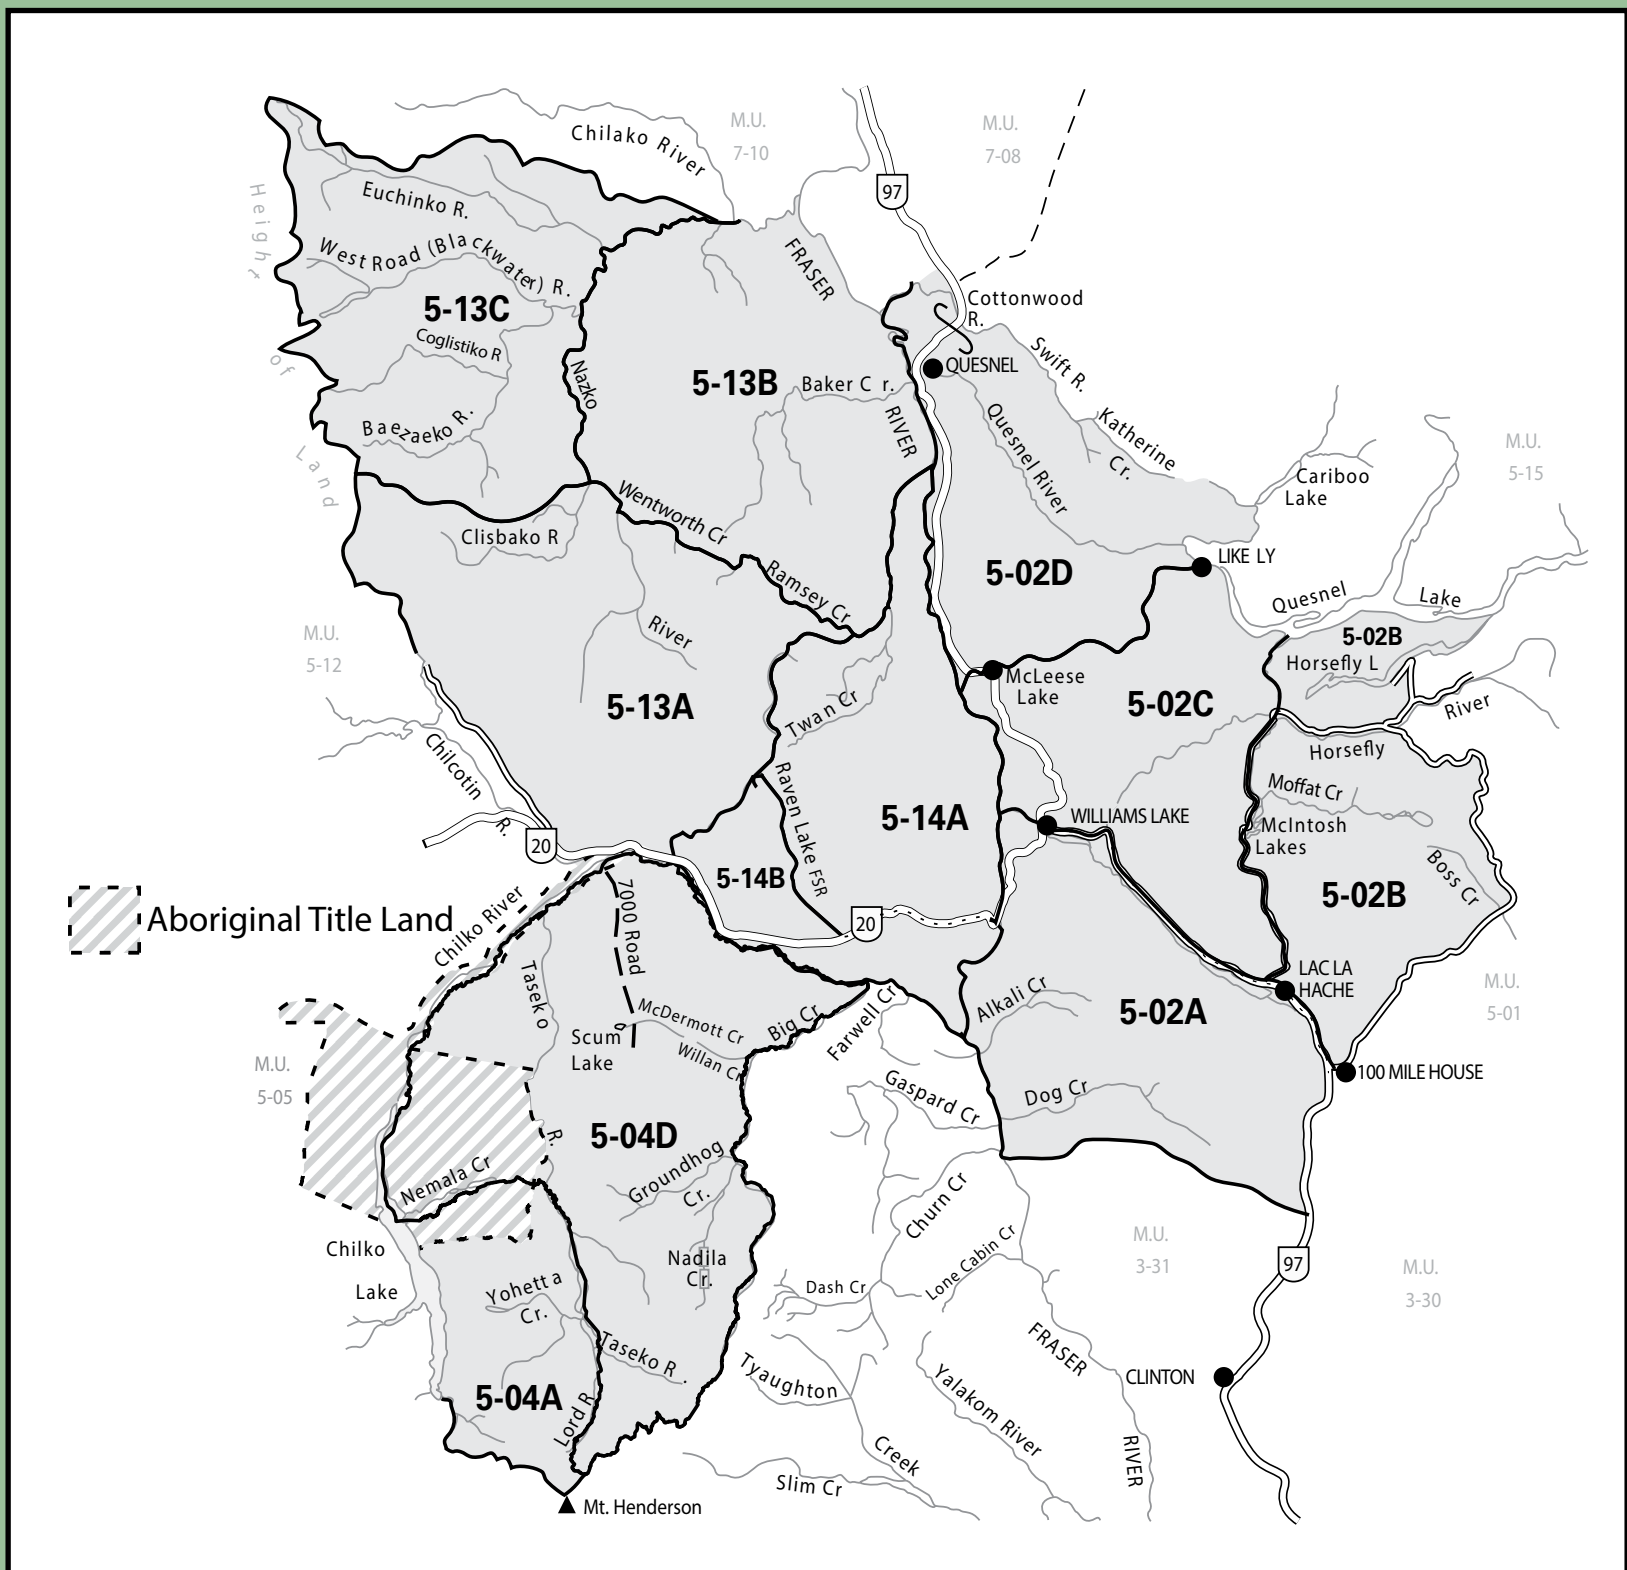 M.U.
7-10
M.U.
7-08
Chilako River
97
Height
of
Land
Euchinko R.
West Road (Blackwater) R.
5-13C
Coglistiko R
Baezaeko R.
Nazko
FRASER
RIVER
5-13B
Baker C r.
Cottonwood
R.
QUESNEL
Swift R.
Katherine
Cr.
Quesnel River
Cariboo
Lake
M.U.
5-15
Wentworth Cr
Clisbako R
Ramsey Cr
5-02D
LIKE LY
Quesnel
Lake
5-02B
Horsefly L
M.U.
5-12
River
5-13A
McLeese
Lake
5-02C
River
Horsefly
Twan Cr
Chilcotin
R.
Raven Lake FSR
5-14A
WILLIAMS LAKE
Moffat Cr
McIntosh
Lakes
Boss Cr
5-02B
20
5-14B
20
Aboriginal Title Land
Chilko River
7000 Road
Taseko
R.
Scum
Lake
McDermott Cr
Willan Cr
Big Cr
Farwell Cr
Alkali Cr
5-02A
LAC LA
HACHE
M.U.
5-01
M.U.
5-05
100 MILE HOUSE
Gaspard Cr
Dog Cr
5-04D
Nemala Cr
Groundhog
Cr.
Churn Cr
Chilko
Lake
Nadila
Cr.
Lone Cabin Cr
M.U.
3-31
97
M.U.
3-30
Yohett a
Cr.
Dash Cr
FRASER
RIVER
Taseko R.
Tyaughton
Creek
Yalakom River
CLINTON
5-04A
Lord R.
Slim Cr
Mt. Henderson